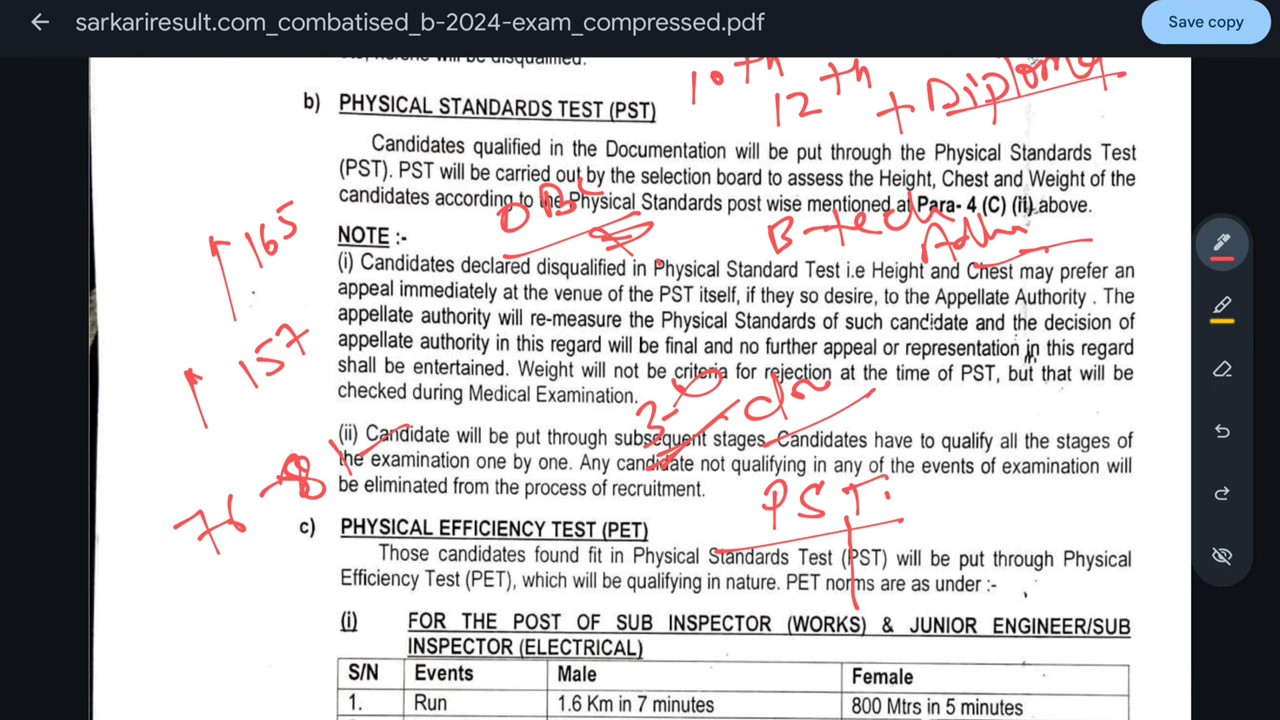 sarkariresult.com_combatised_b-2024-exam_compressed.pdf
Save copy
10th
12th + Diploma
b) PHYSICAL STANDARDS TEST (PST)
Candidates qualified in the Documentation will be put through the Physical Standards Test
(PST). PST will be carried out by the selection board to assess the Height, Chest and Weight of the
candidates according to the Physical Standards post wise mentioned at Para- 4 (C) (ii) above.
OBC
B-tech
165
NOTE :-
(i) Candidates declared disqualified in Physical Standard Test i.e Height and Chest may prefer an
appeal immediately at the venue of the PST itself, if they so desire, to the Appellate Authority . The
appellate authority will re-measure the Physical Standards of such candidate and the decision of
appellate authority in this regard will be final and no further appeal or representation in this regard
shall be entertained. Weight will not be criteria for rejection at the time of PST, but that will be
checked during Medical Examination.
157
(ii) Candidate will be put through subsequent stages. Candidates have to qualify all the stages of
the examination one by one. Any candidate not qualifying in any of the events of examination will
be eliminated from the process of recruitment.
PST
c) PHYSICAL EFFICIENCY TEST (PET)
Those candidates found fit in Physical Standards Test (PST) will be put through Physical
Efficiency Test (PET), which will be qualifying in nature. PET norms are as under :-
(i) FOR THE POST OF SUB INSPECTOR (WORKS) & JUNIOR ENGINEER/SUB
INSPECTOR (ELECTRICAL)
S/N Events Male Female
1. Run 1.6 Km in 7 minutes 800 Mtrs in 5 minutes